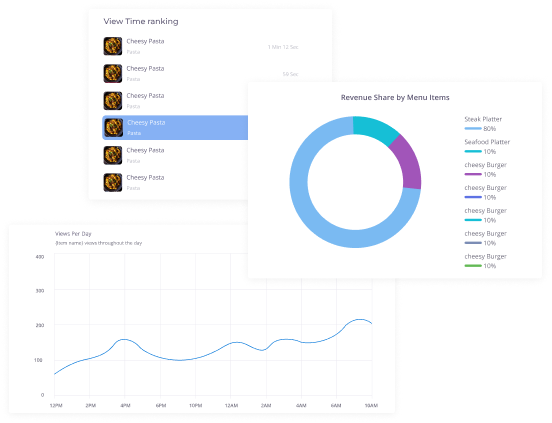 View Time ranking
Cheesy Pasta
Pasta
1 Min 12 Sec
Cheesy Pasta
Pasta
59 Sec
Cheesy Pasta
Pasta
Cheesy Pasta
Pasta
Cheesy Pasta
Pasta
Cheesy Pasta
Pasta
Revenue Share by Menu Items
Steak Platter
80%
Seafood Platter
10%
cheesy Burger
10%
cheesy Burger
10%
cheesy Burger
10%
cheesy Burger
10%
cheesy Burger
10%
Views Per Day
(Item name) views throughout the day
400
300
200
100
0
12PM 2PM 4PM 6PM 10PM 12AM 2AM 4AM 6AM 10AM